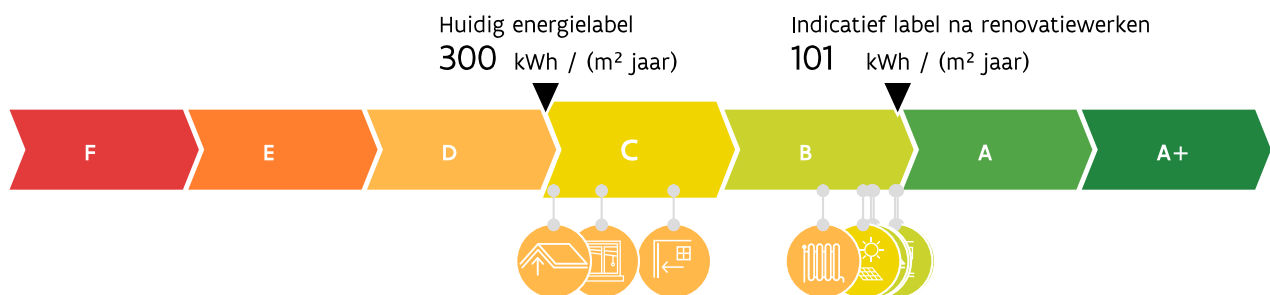 Huidig energielabel
300 kWh / (m² jaar)
Indicatief label na renovatiewerken
101 kWh / (m² jaar)
F E D C B A A+